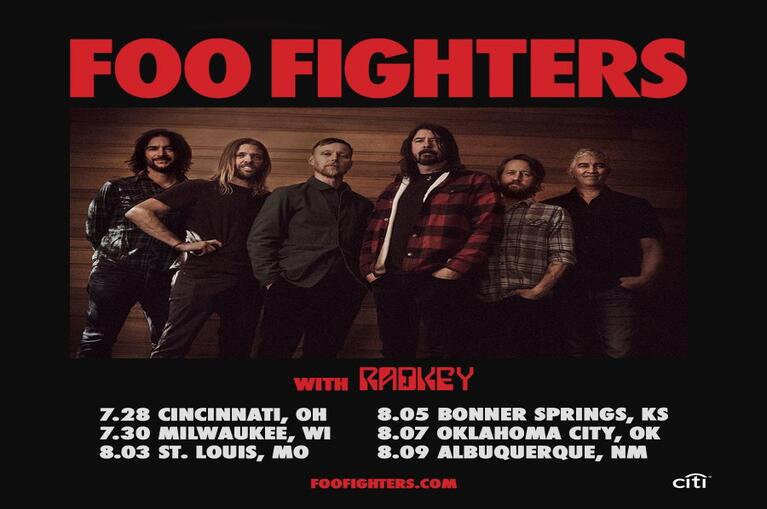 FOO FIGHTERS
WITH RADKEY
7.28 CINCINNATI, OH
7.30 MILWAUKEE, WI
8.03 ST. LOUIS, MO
8.05 BONNER SPRINGS, KS
8.07 OKLAHOMA CITY, OK
8.09 ALBUQUERQUE, NM
FOOFIGHTERS.COM
citi